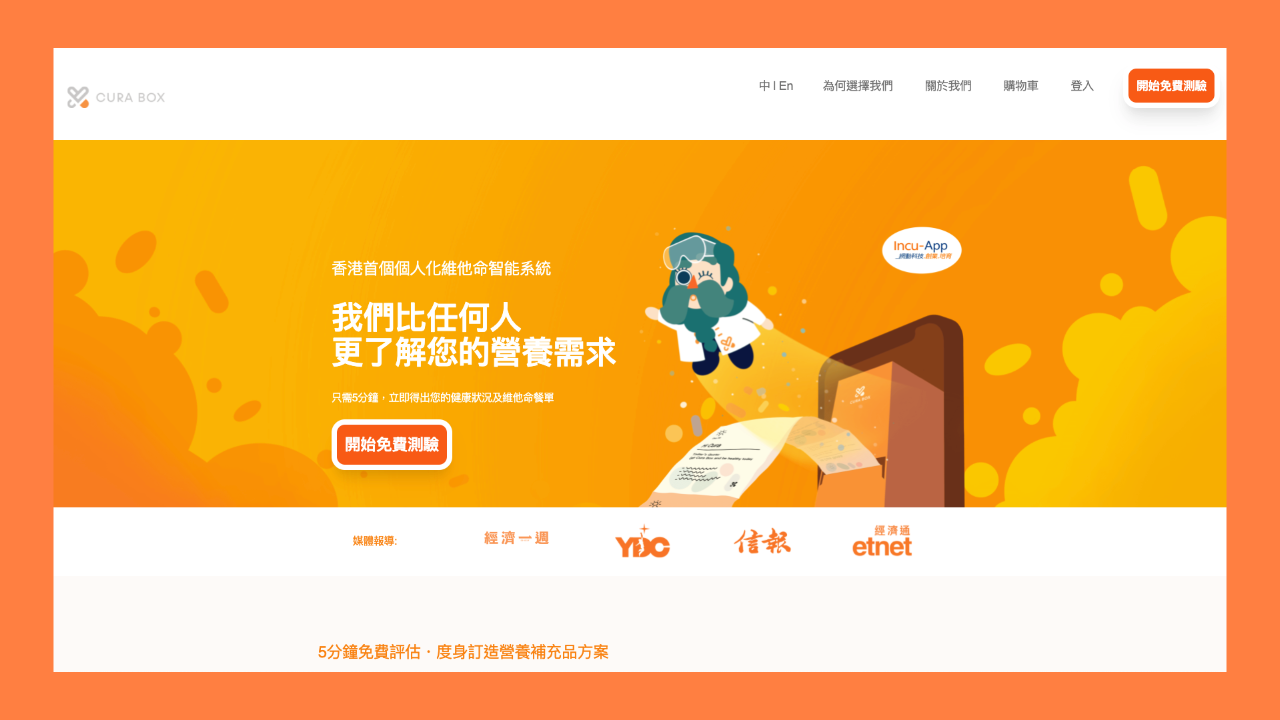 CURA BOX
中 | En
為何選擇我們
關於我們
購物車
登入
開始免費測驗
香港首個個人化維他命智能系統
我們比任何人
更了解您的營養需求
只需5分鐘，立即得出您的健康狀況及維他命餐單
開始免費測驗
Incu-App
CURA BOX
媒體報導:
經濟一週
YDC
信報
經濟通
etnet
5分鐘免費評估．度身訂造營養補充品方案